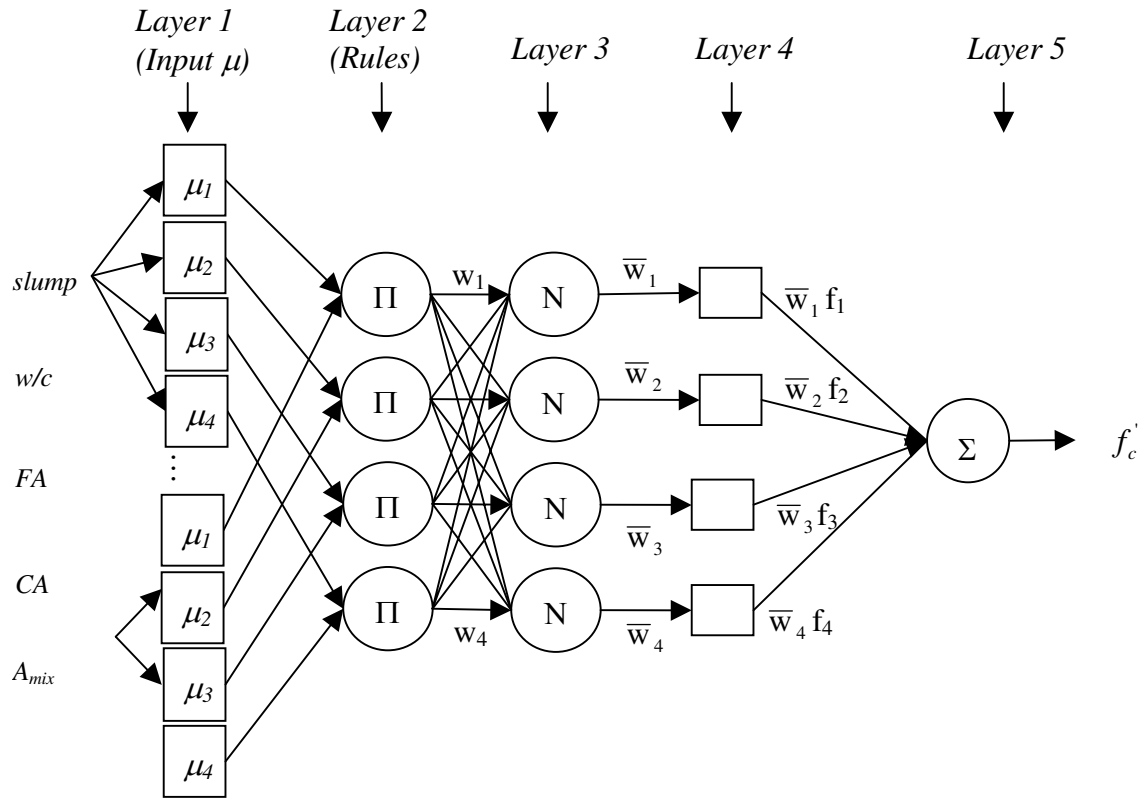 Layer 1
(Input μ)
Layer 2
(Rules)
Layer 3
Layer 4
Layer 5
slump
w/c
FA
CA
A_mix
μ1
μ2
μ3
μ4
⋮
μ1
μ2
μ3
μ4
Π
Π
Π
Π
w1
w4
N
N
N
N
w̅1
w̅2
w̅3
w̅4
w̅1 f1
w̅2 f2
w̅3 f3
w̅4 f4
Σ
f'c